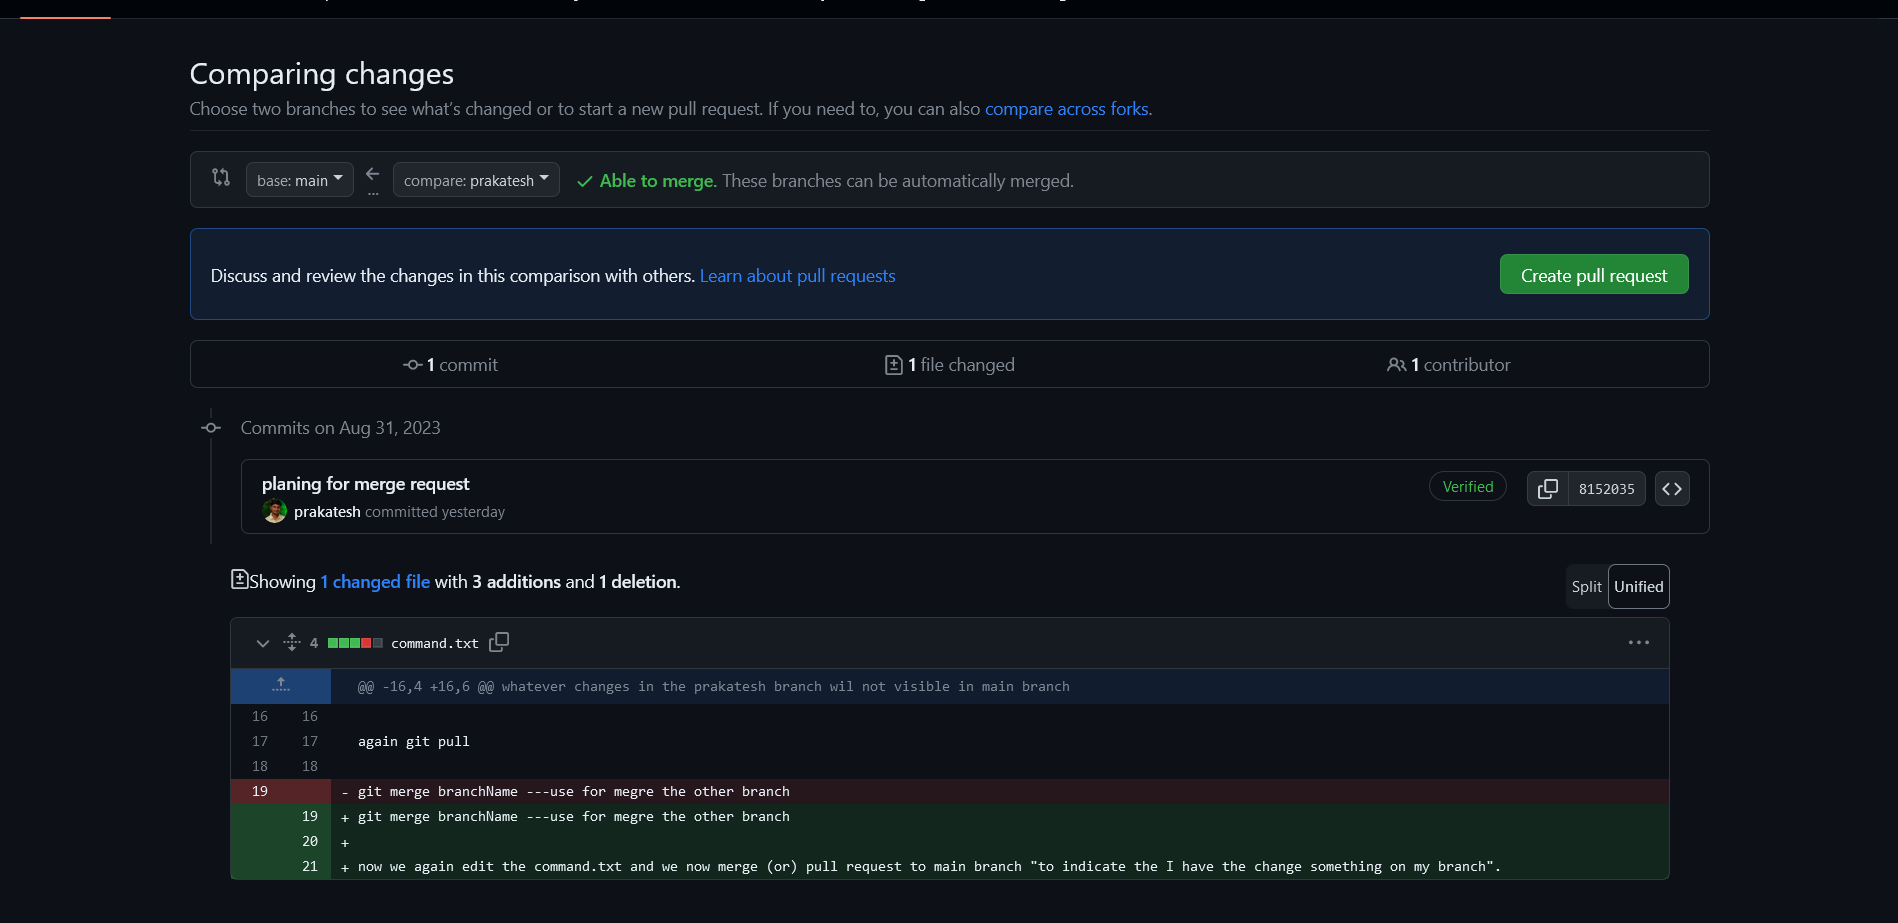 Comparing changes
Choose two branches to see what's changed or to start a new pull request. If you need to, you can also compare across forks.
base: main ... compare: prakatesh Able to merge. These branches can be automatically merged.
Discuss and review the changes in this comparison with others. Learn about pull requests Create pull request
1 commit 1 file changed 1 contributor
Commits on Aug 31, 2023
planing for merge request
prakatesh committed yesterday
Verified 8152035
Showing 1 changed file with 3 additions and 1 deletion.
Split Unified
4 command.txt
@@ -16,4 +16,6 @@ whatever changes in the prakatesh branch wil not visible in main branch
16 16
17 17 again git pull
18 18
19 - git merge branchName ---use for megre the other branch
19 + git merge branchName ---use for megre the other branch
20 +
21 + now we again edit the command.txt and we now merge (or) pull request to main branch "to indicate the I have the change something on my branch".